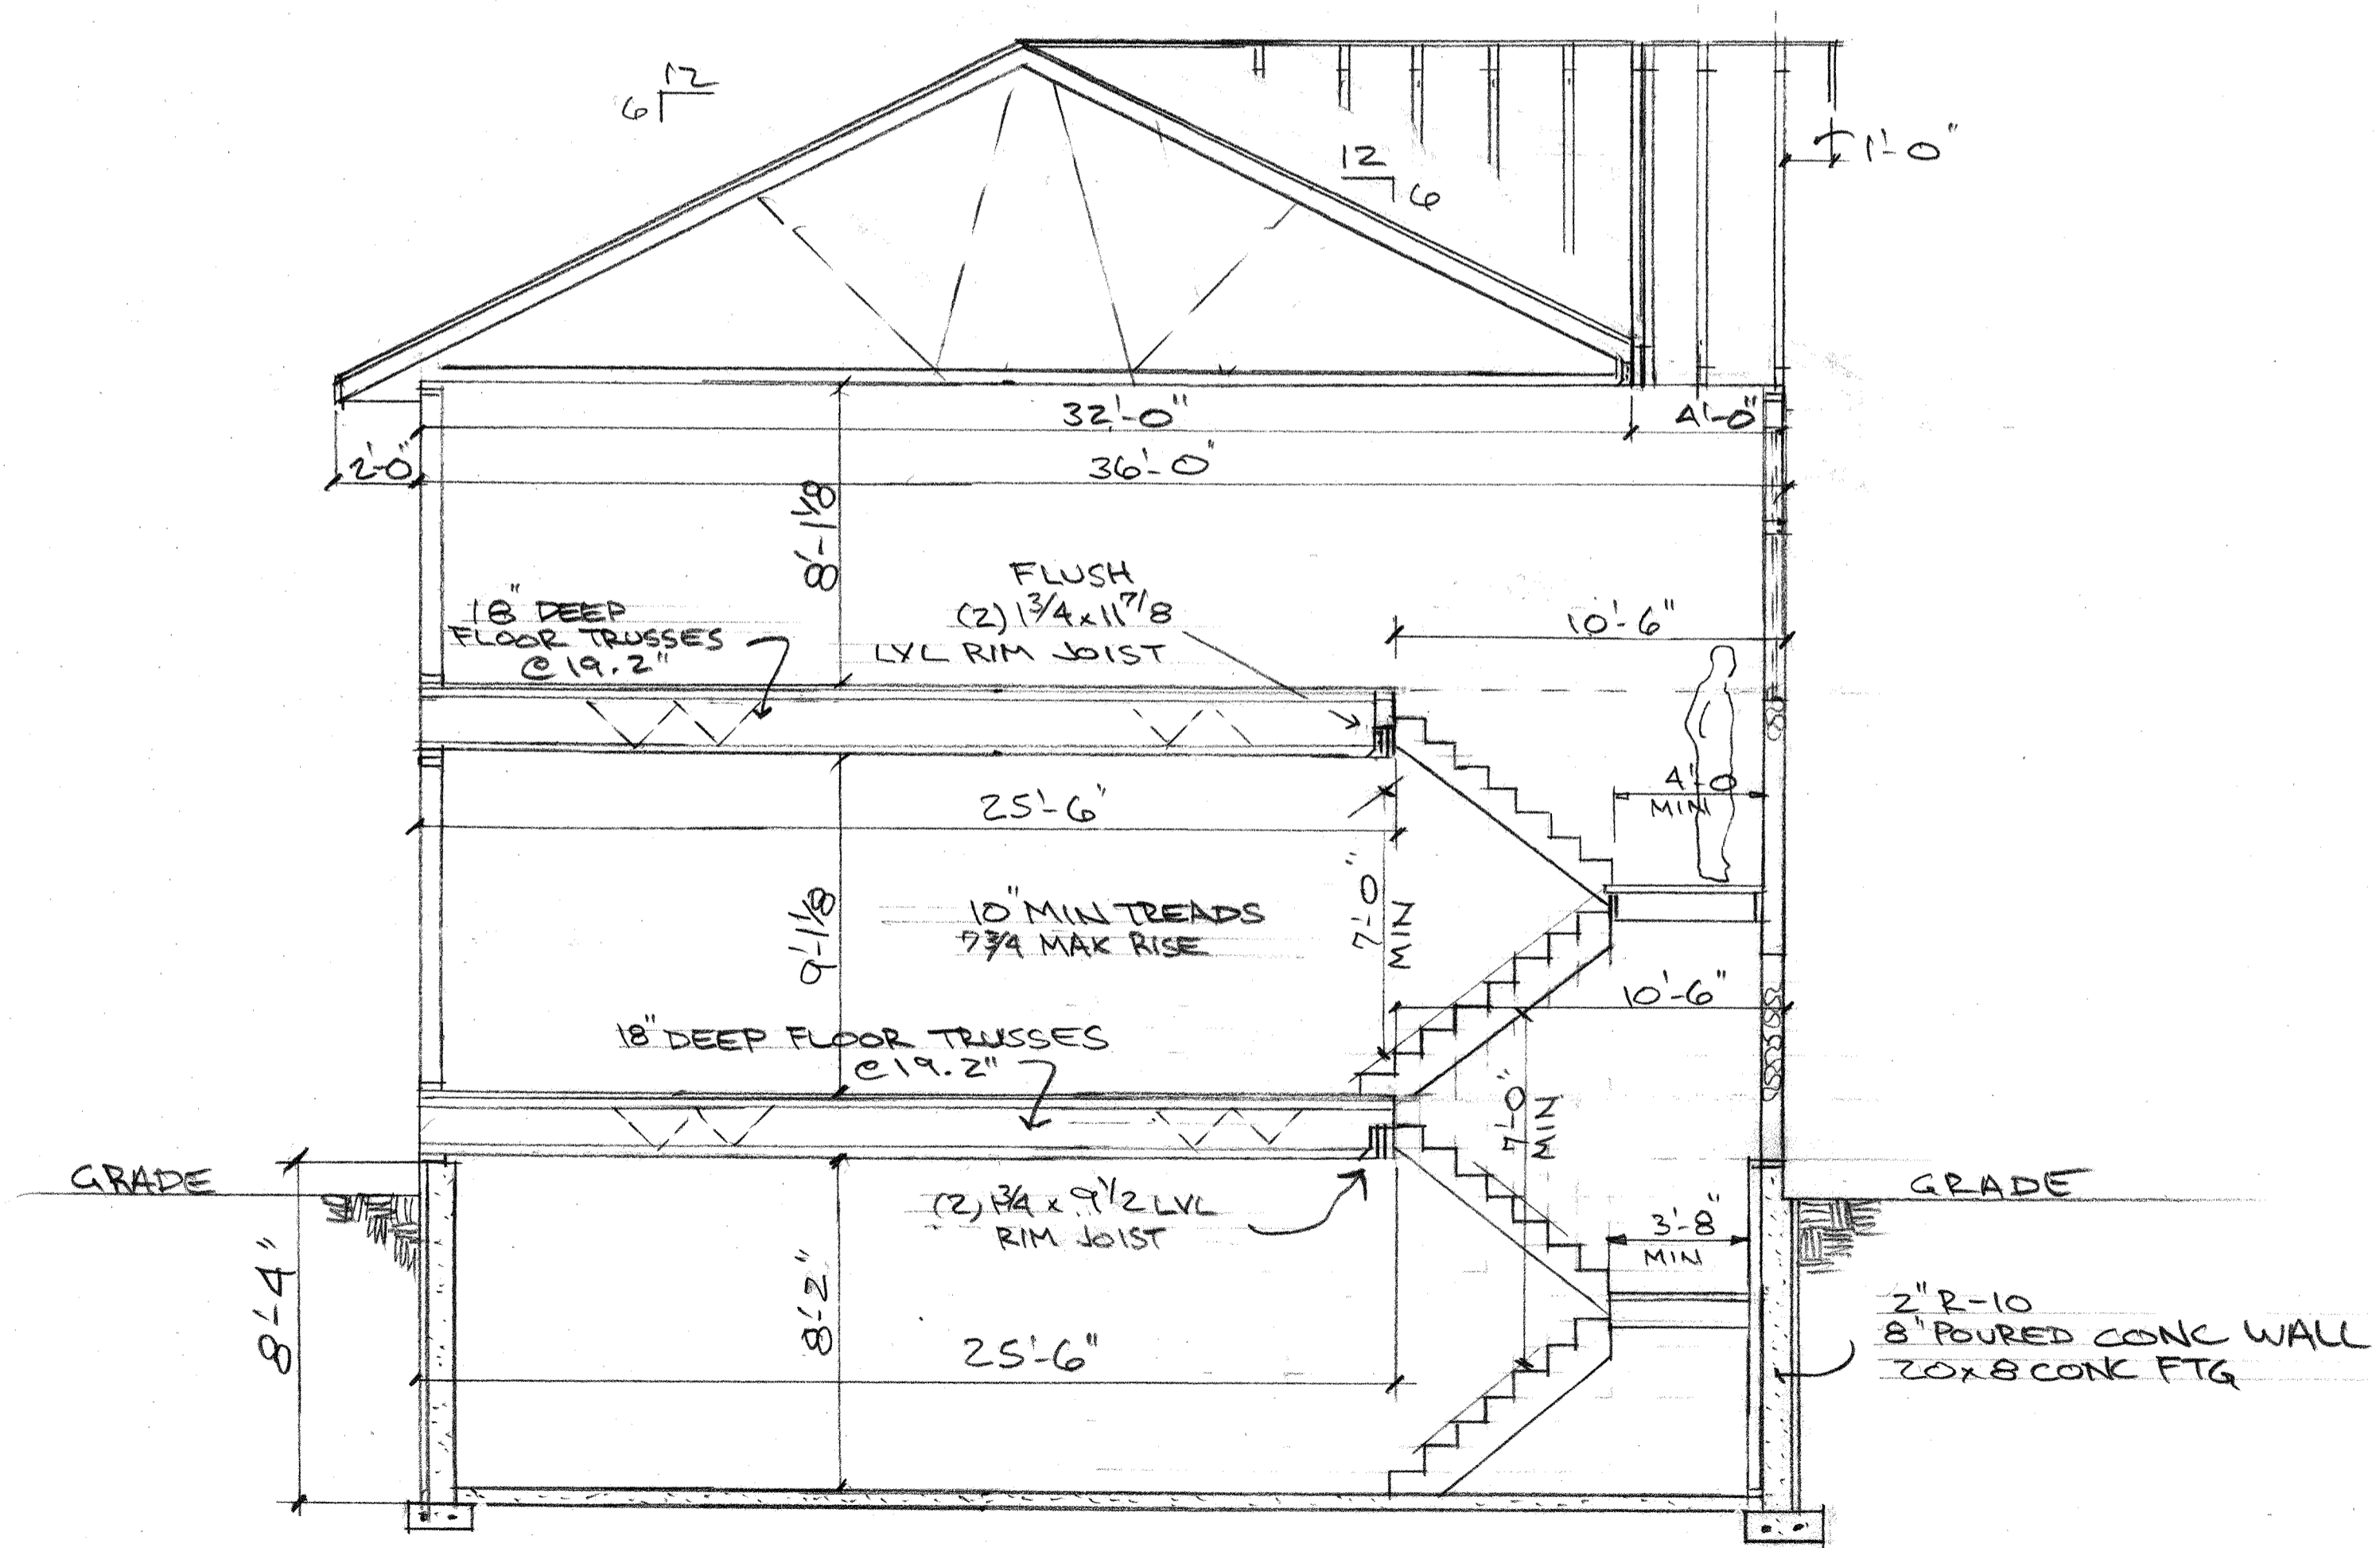 12
6
12
6
1'-0"
32'-0"
4'-0"
2'-0"
36'-0"
8'-1 1/8
18" DEEP
FLOOR TRUSSES
@ 19.2"
FLUSH
(2) 1 3/4 x 11 7/8
LVL RIM JOIST
10'-6"
4'-0
MIN
25'-6"
7'-0"
MIN
9'-1 1/8
10" MIN TREADS
7 3/4 MAX RISE
10'-6"
18" DEEP FLOOR TRUSSES
@ 19.2"
7'-0"
MIN
GRADE
GRADE
(2) 1 3/4 x 9 1/2 LVL
RIM JOIST
3'-8"
MIN
8'-4"
8'-2"
25'-6"
2" R-10
8" POURED CONC WALL
20x8 CONC FTG